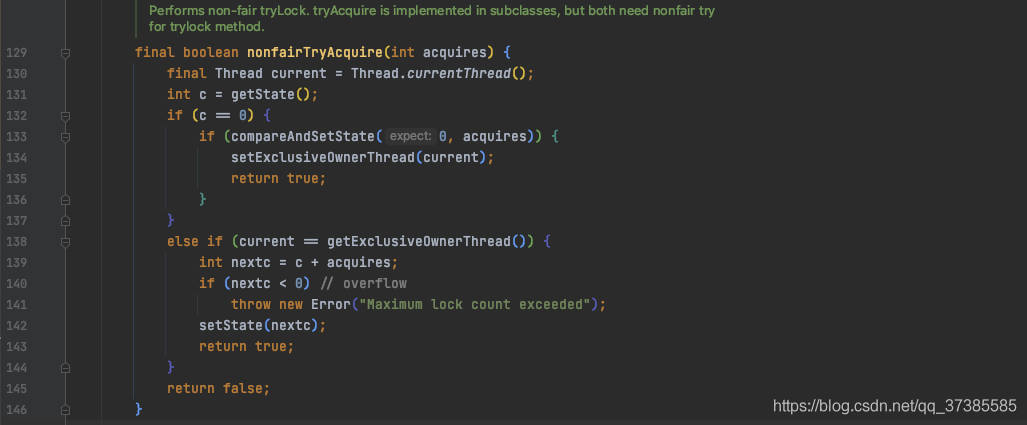 Performs non-fair tryLock. tryAcquire is implemented in subclasses, but both need nonfair try
for trylock method.
129 final boolean nonfairTryAcquire(int acquires) {
130 final Thread current = Thread.currentThread();
131 int c = getState();
132 if (c == 0) {
133 if (compareAndSetState( expect: 0, acquires)) {
134 setExclusiveOwnerThread(current);
135 return true;
136 }
137 }
138 else if (current == getExclusiveOwnerThread()) {
139 int nextc = c + acquires;
140 if (nextc < 0) // overflow
141 throw new Error("Maximum lock count exceeded");
142 setState(nextc);
143 return true;
144 }
145 return false;
146 }
https://blog.csdn.net/qq_37385585